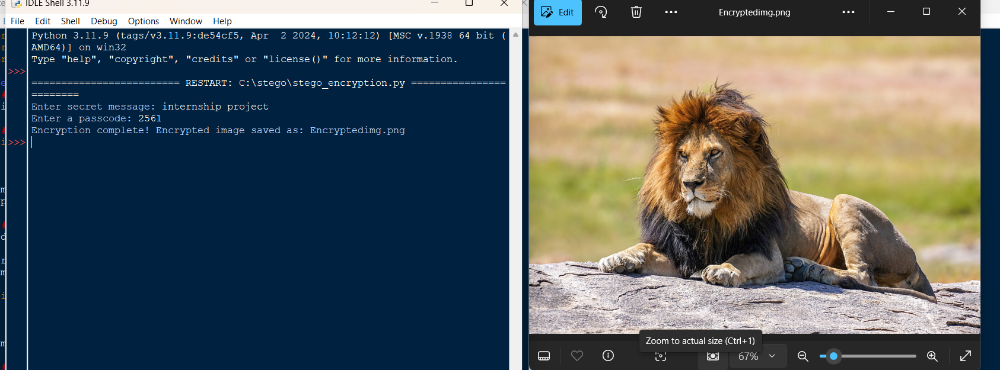 IDLE Shell 3.11.9
File Edit Shell Debug Options Window Help
Python 3.11.9 (tags/v3.11.9:de54cf5, Apr  2 2024, 10:12:12) [MSC v.1938 64 bit (
AMD64)] on win32
Type "help", "copyright", "credits" or "license()" for more information.
>>>
========================= RESTART: C:\stego\stego_encryption.py ================
========
Enter secret message: internship project
Enter a passcode: 2561
Encryption complete! Encrypted image saved as: Encryptedimg.png
>>>
Edit
Encryptedimg.png
Zoom to actual size (Ctrl+1)
67%